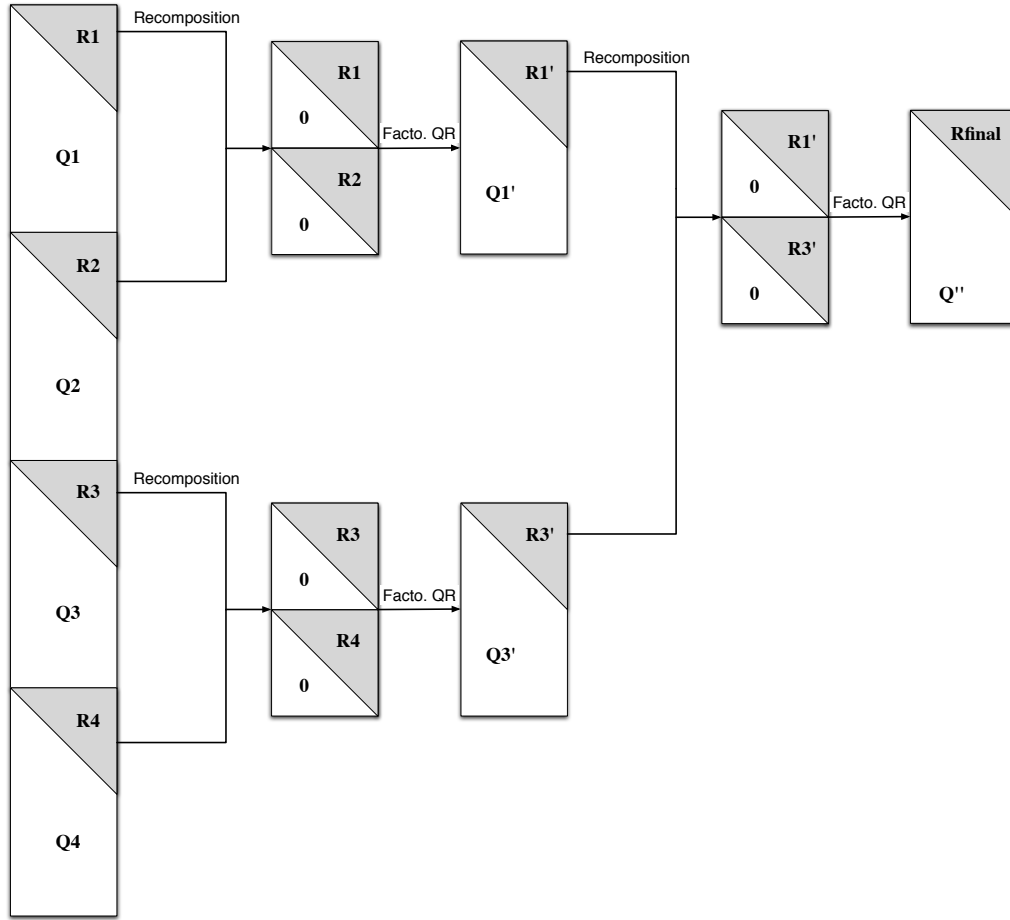 R1
Q1
R2
Q2
R3
Q3
R4
Q4
Recomposition
Recomposition
R1
0
R2
0
Facto. QR
R1'
Q1'
R3
0
R4
0
Facto. QR
R3'
Q3'
Recomposition
R1'
0
R3'
0
Facto. QR
Rfinal
Q''